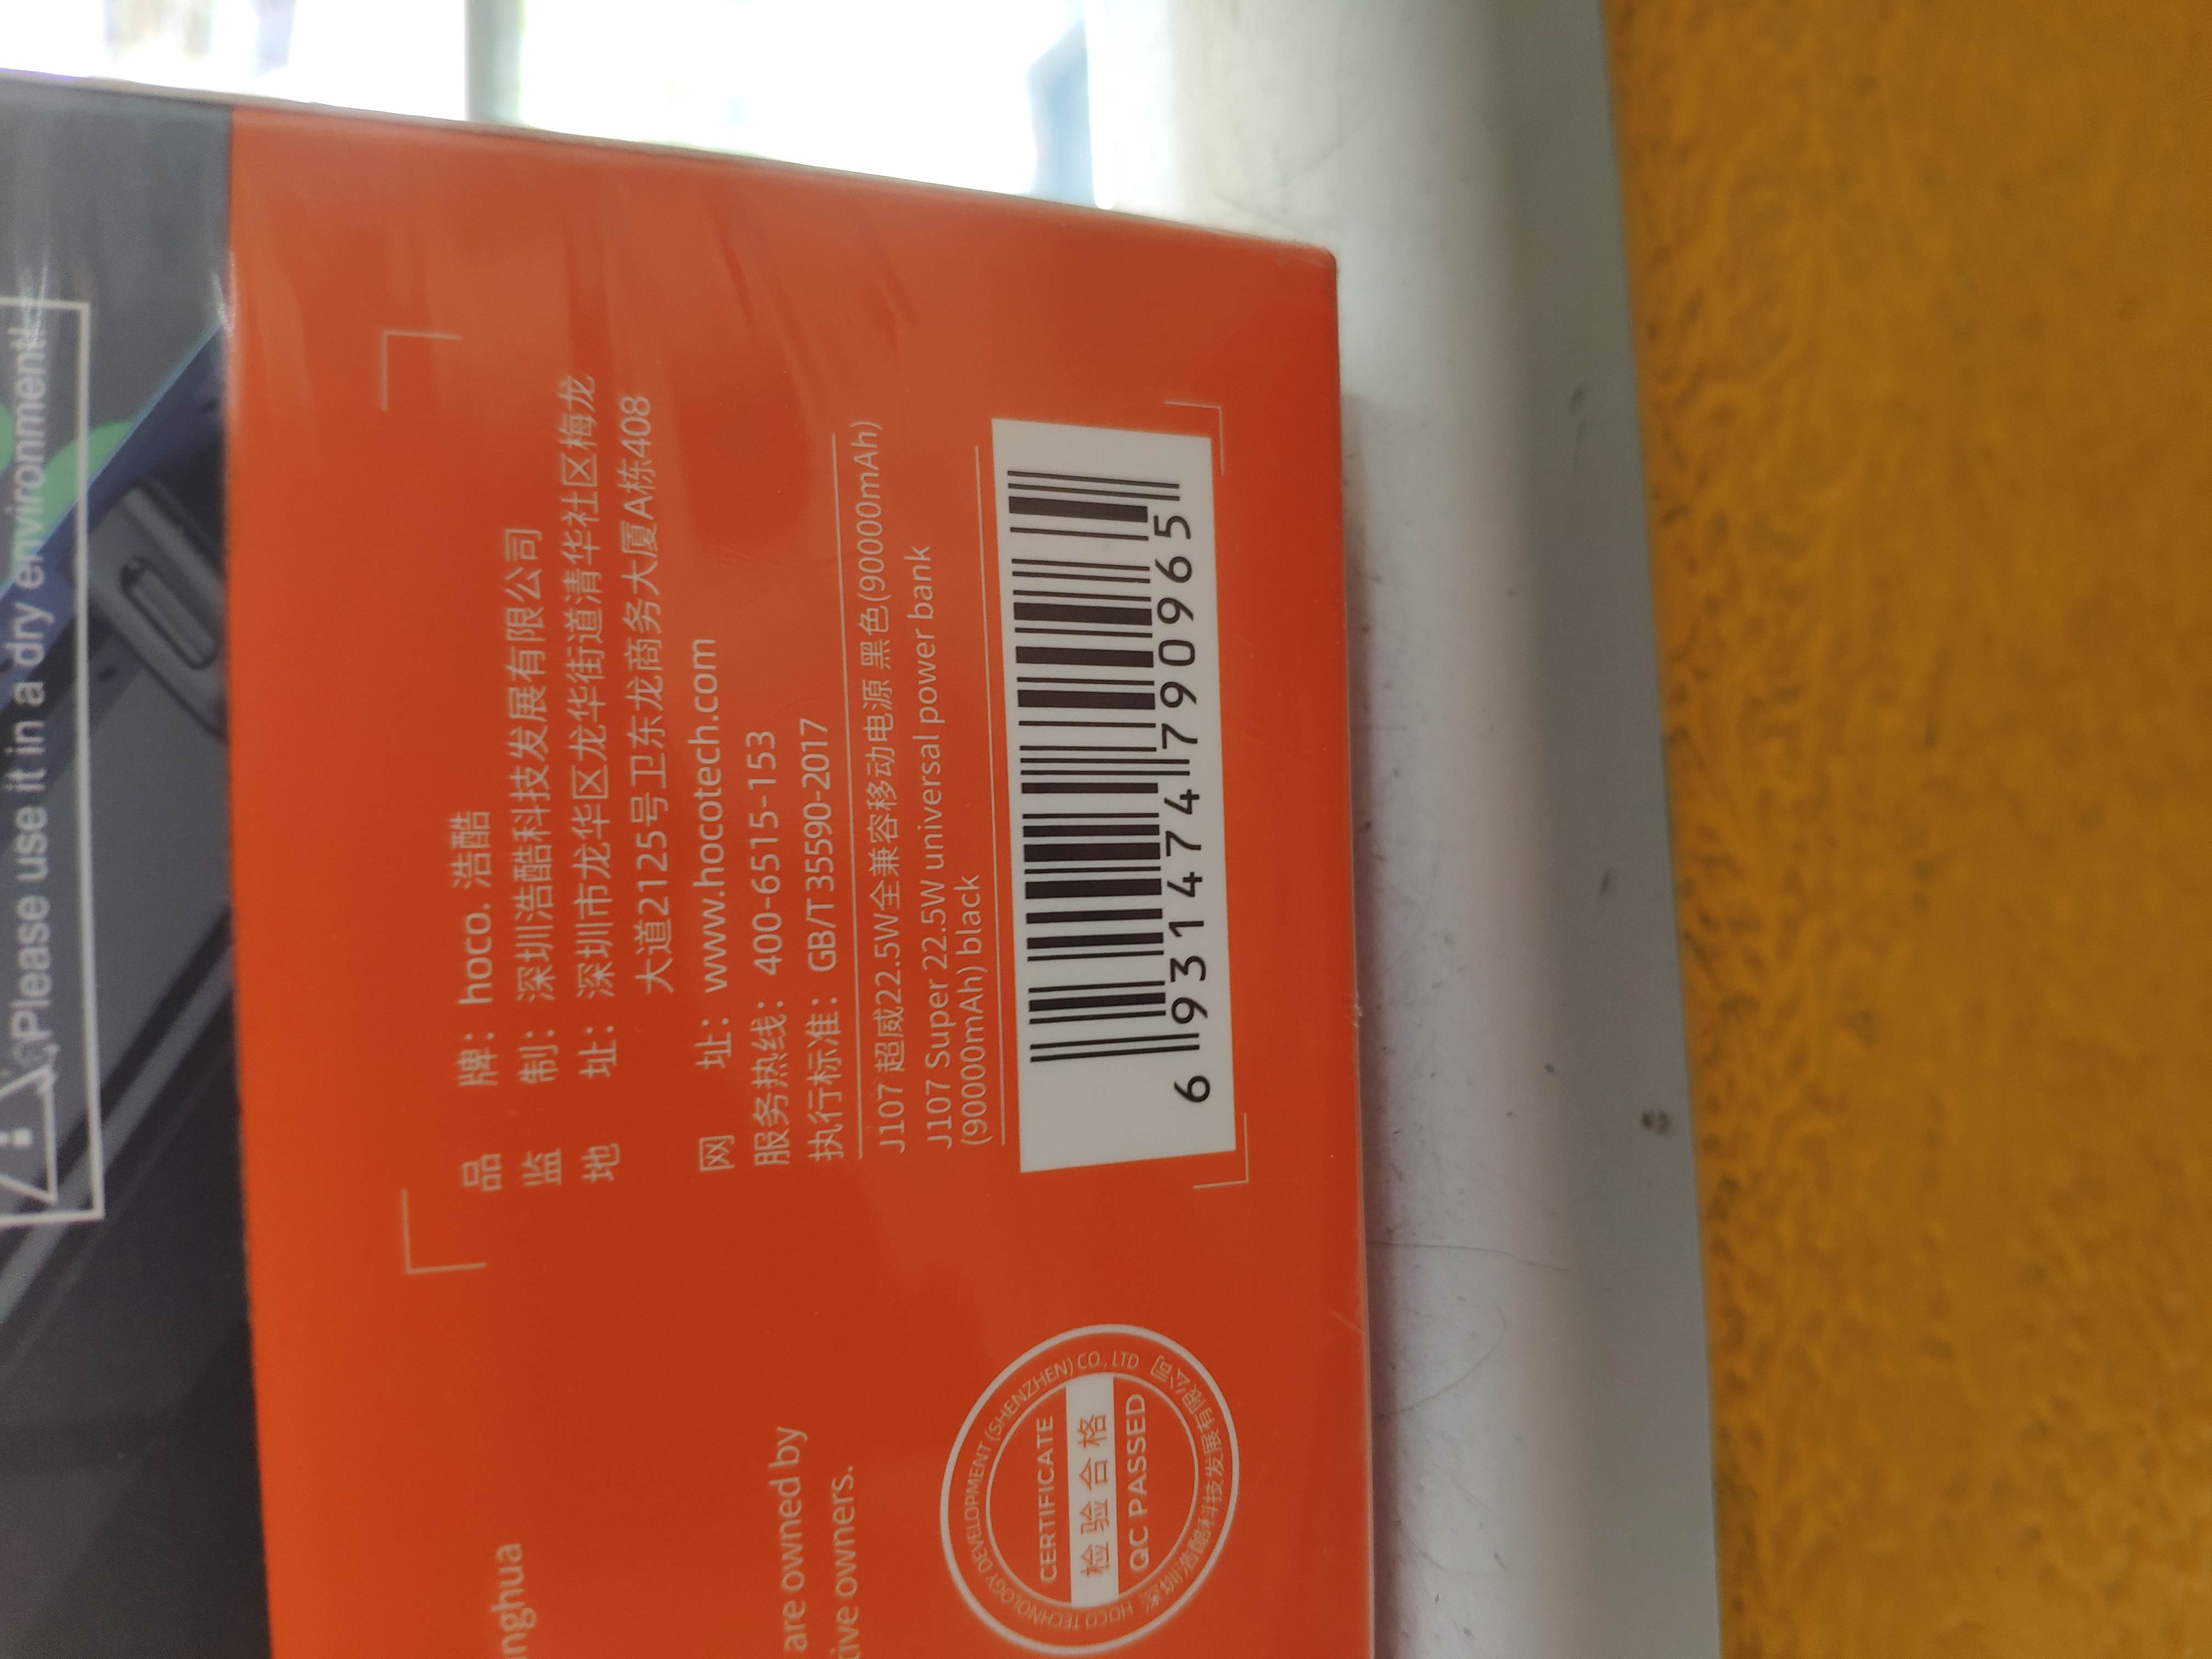 Please use it in a dry environment!
品 牌：hoco. 浩酷
监 制：深圳浩酷科技发展有限公司
地 址：深圳市龙华区龙华街道清华社区梅龙
大道2125号卫东龙商务大厦A栋408
网 址：www.hocotech.com
服务热线：400-6515-153
执行标准：GB/T 35590-2017
J107 超威22.5W全兼容移动电源 黑色(90000mAh)
J107 Super 22.5W universal power bank
(90000mAh) black
6 931474 790965
are owned by
HOCO TECHNOLOGY DEVELOPMENT (SHENZHEN) CO., LTD
CERTIFICATE
检验合格
QC PASSED
深圳浩酷科技发展有限公司
owners.